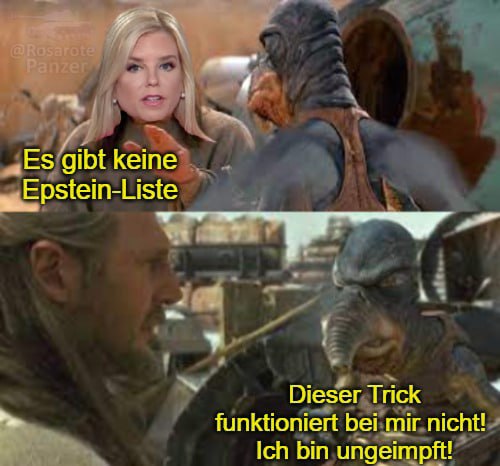 @Rosarote
Panzer
Es gibt keine
Epstein-Liste
Dieser Trick
funktioniert bei mir nicht!
Ich bin ungeimpft!